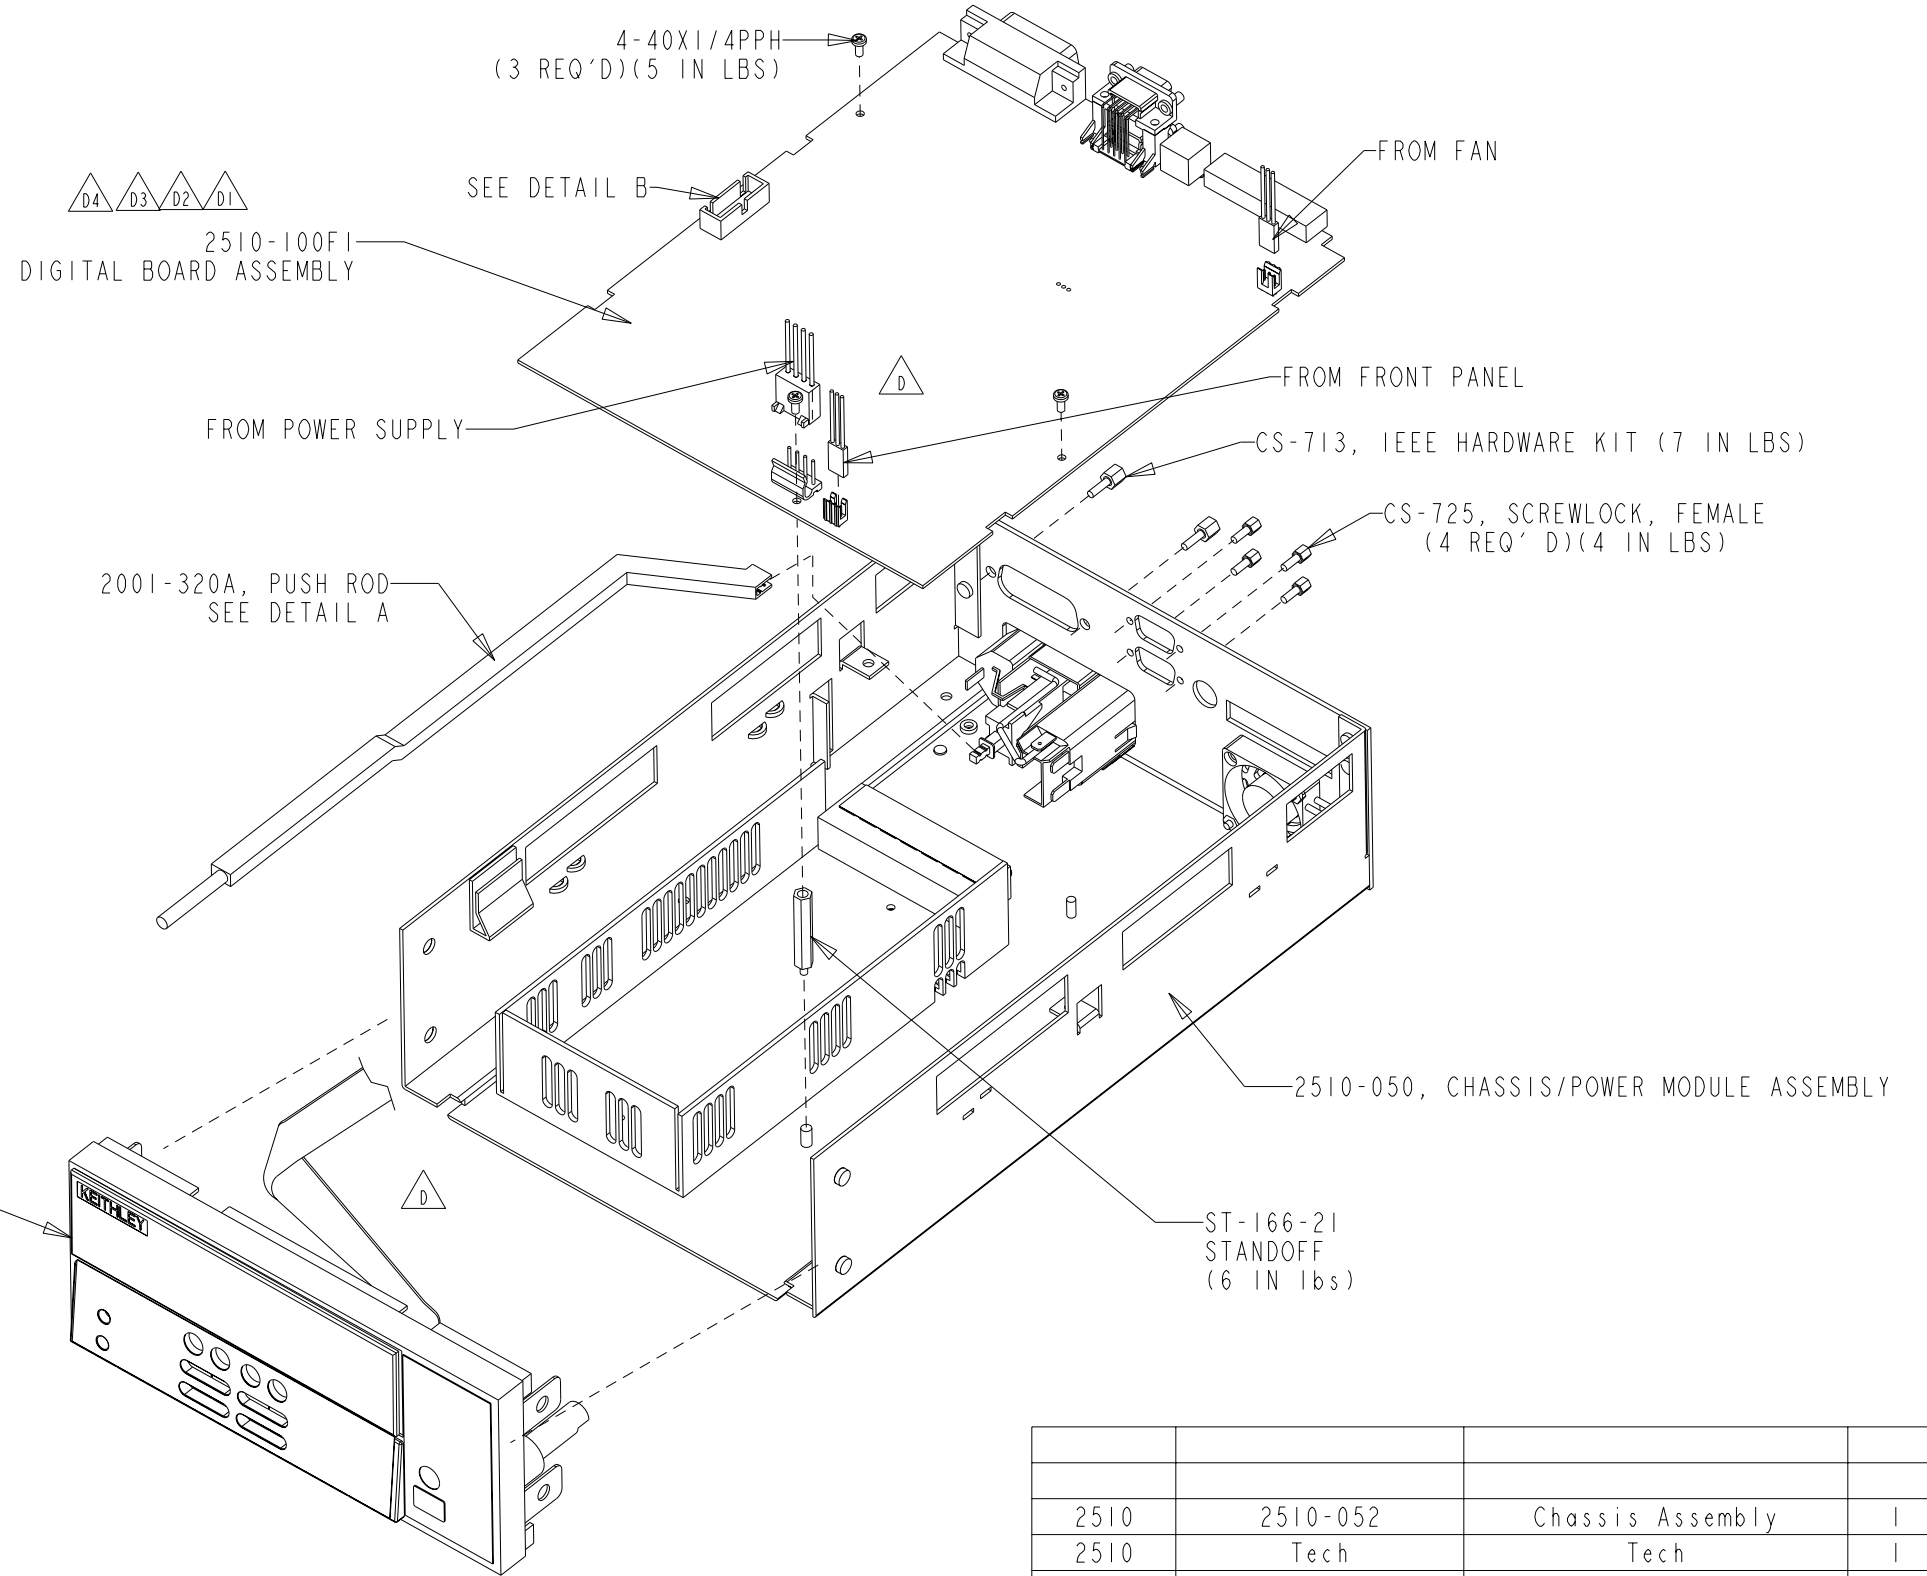 4-40X1/4PPH
(3 REQ'D)(5 IN LBS)
FROM FAN
SEE DETAIL B
D4 D3 D2 D1
2510-100F1
DIGITAL BOARD ASSEMBLY
D
FROM FRONT PANEL
FROM POWER SUPPLY
CS-713, IEEE HARDWARE KIT (7 IN LBS)
CS-725, SCREWLOCK, FEMALE
(4 REQ' D)(4 IN LBS)
2001-320A, PUSH ROD
SEE DETAIL A
2510-050, CHASSIS/POWER MODULE ASSEMBLY
D
KEITHLEY
ST-166-21
STANDOFF
(6 IN lbs)
2510 2510-052 Chassis Assembly 1
2510 Tech Tech 1